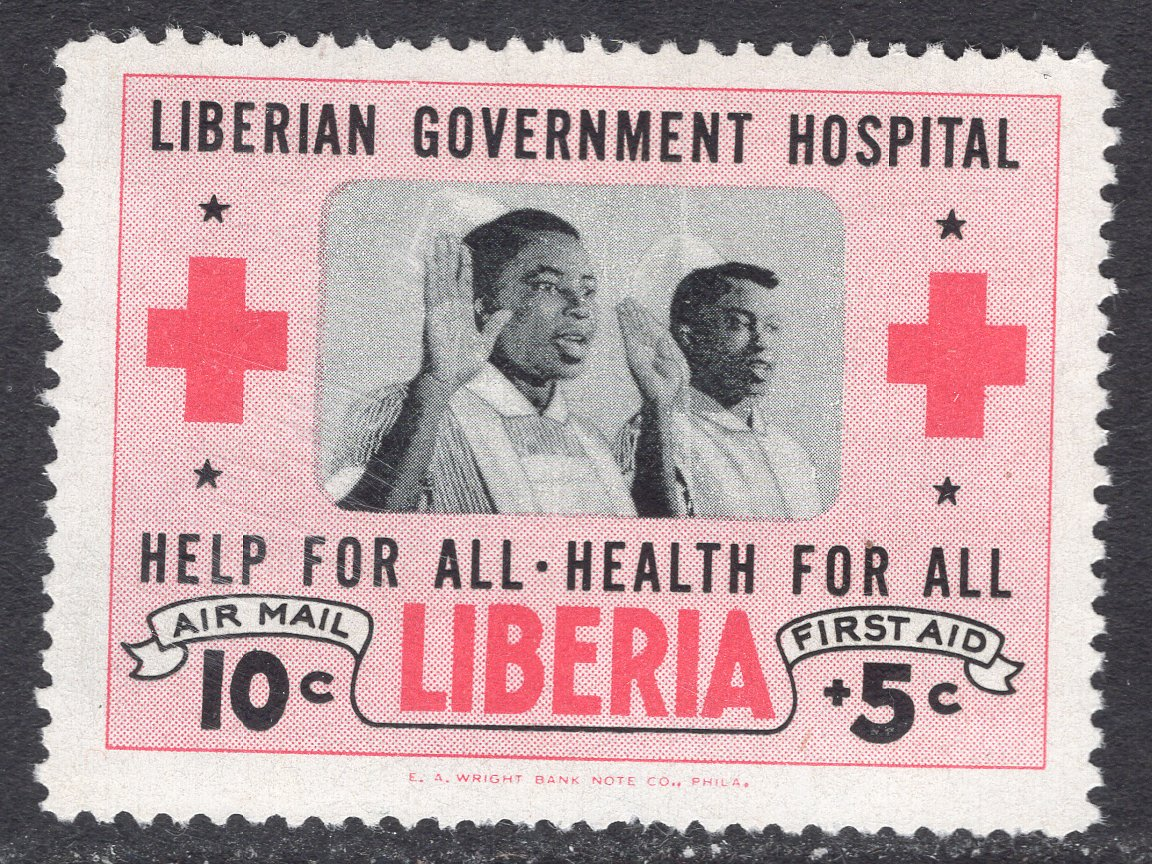 LIBERIAN GOVERNMENT HOSPITAL
HELP FOR ALL · HEALTH FOR ALL
AIR MAIL
10c
LIBERIA
FIRST AID
+5c
E. A. WRIGHT BANK NOTE CO., PHILA.